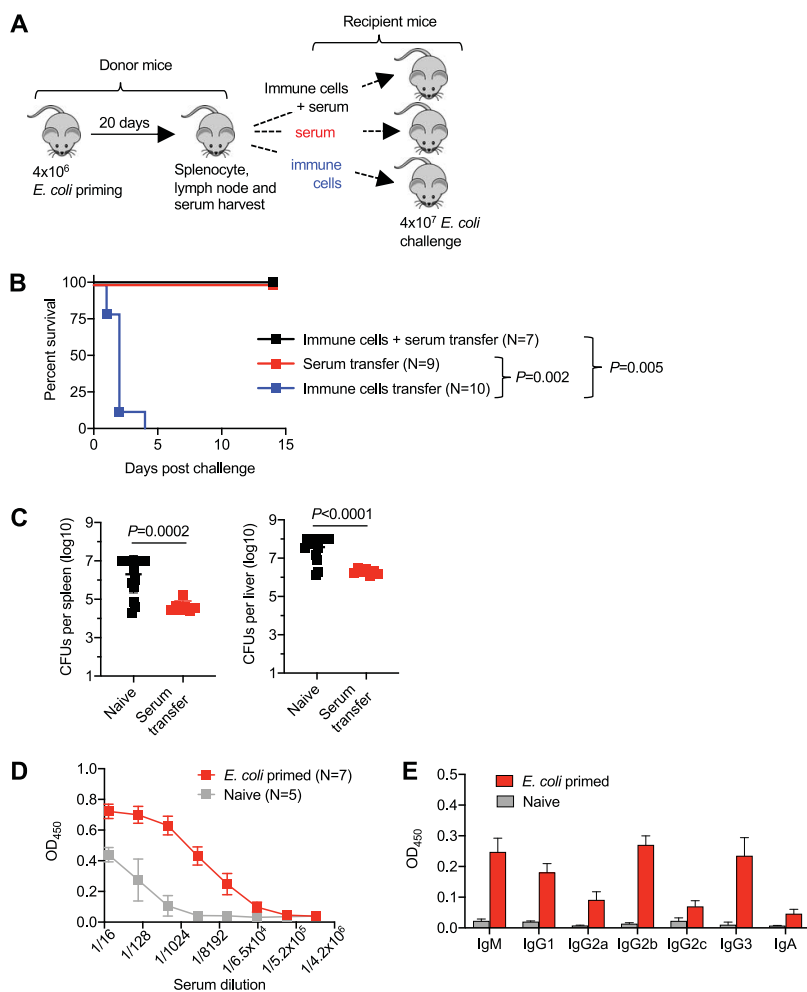 A
Recipient mice
Donor mice
Immune cells
+ serum
20 days
serum
immune
cells
4x10⁶
E. coli priming
Splenocyte,
lymph node and
serum harvest
4x10⁷ E. coli
challenge
B
Percent survival
100
75
50
25
0
0 5 10 15
Days post challenge
Immune cells + serum transfer (N=7)
Serum transfer (N=9)
Immune cells transfer (N=10)
P=0.002
P=0.005
C
CFUs per spleen (log10)
9
7
5
3
1
P=0.0002
Naive
Serum
transfer
CFUs per liver (log10)
9
7
5
3
1
P<0.0001
Naive
Serum
transfer
D
OD₄₅₀
1.0
0.8
0.6
0.4
0.2
0.0
E. coli primed (N=7)
Naive (N=5)
1/16 1/128 1/1024 1/8192 1/6.5x10⁴ 1/5.2x10⁵ 1/4.2x10⁶
Serum dilution
E
OD₄₅₀
0.5
0.4
0.3
0.2
0.1
0.0
E. coli primed
Naive
IgM IgG1 IgG2a IgG2b IgG2c IgG3 IgA